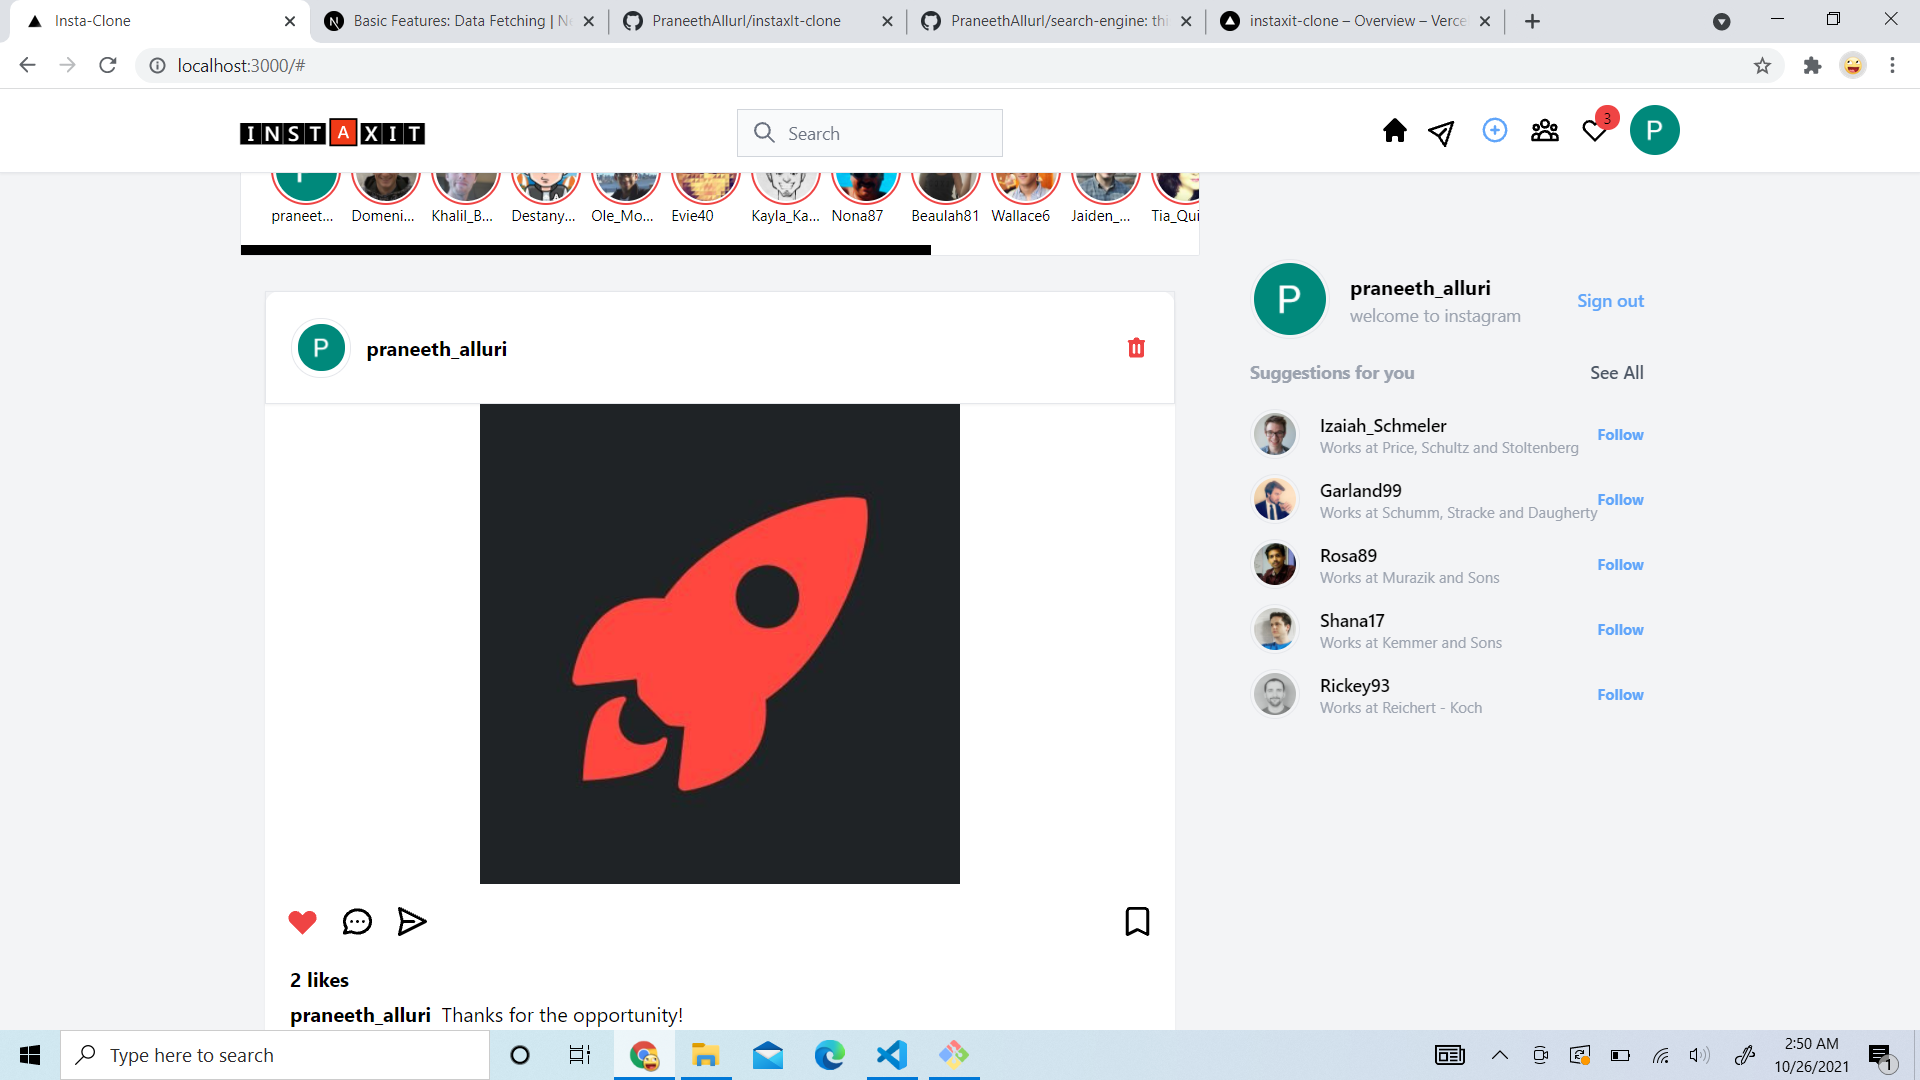 Insta-Clone
Basic Features: Data Fetching | Ne
PraneethAllurI/instaxIt-clone
PraneethAllurI/search-engine: thi
instaxit-clone – Overview – Verce
localhost:3000/#
INSTAXIT
Search
3
P
praneet...
Domeni...
Khalil_B...
Destany...
Ole_Mo...
Evie40
Kayla_Ka...
Nona87
Beaulah81
Wallace6
Jaiden_...
Tia_Qui
P
praneeth_alluri
P
praneeth_alluri
welcome to instagram
Sign out
Suggestions for you
See All
Izaiah_Schmeler
Works at Price, Schultz and Stoltenberg
Follow
Garland99
Works at Schumm, Stracke and Daugherty
Follow
Rosa89
Works at Murazik and Sons
Follow
Shana17
Works at Kemmer and Sons
Follow
Rickey93
Works at Reichert - Koch
Follow
2 likes
praneeth_alluri Thanks for the opportunity!
Type here to search
2:50 AM
10/26/2021
1